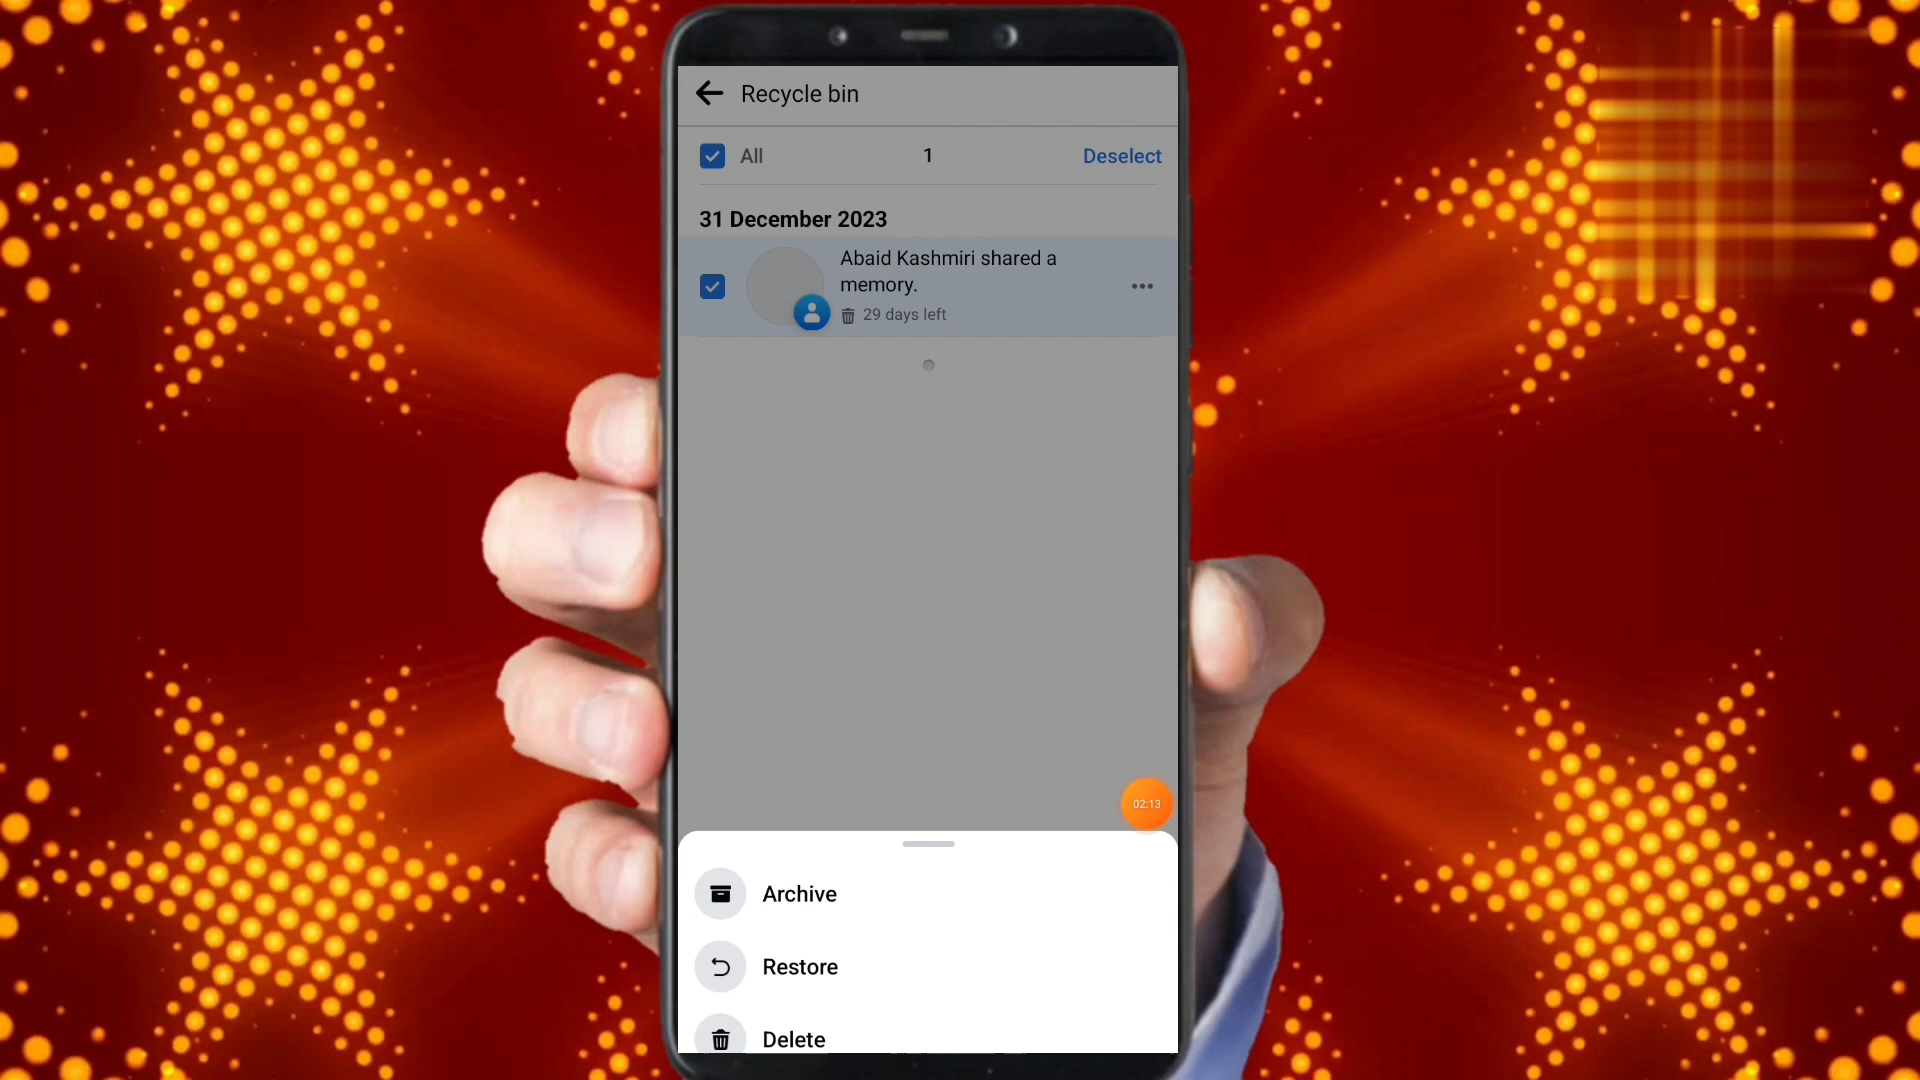 Recycle bin
All 1 Deselect
31 December 2023
Abaid Kashmiri shared a
memory.
29 days left
02:13
Archive
Restore
Delete